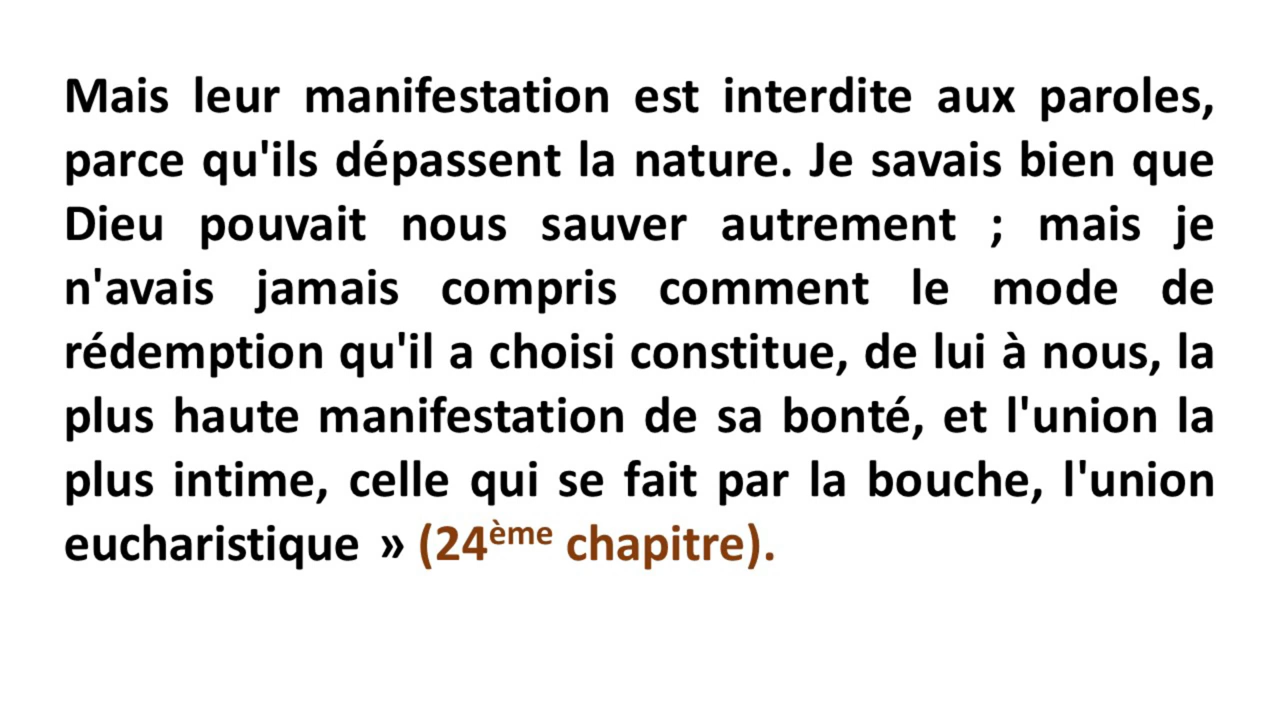 Mais leur manifestation est interdite aux paroles,
parce qu'ils dépassent la nature. Je savais bien que
Dieu pouvait nous sauver autrement ; mais je
n'avais jamais compris comment le mode de
rédemption qu'il a choisi constitue, de lui à nous, la
plus haute manifestation de sa bonté, et l'union la
plus intime, celle qui se fait par la bouche, l'union
eucharistique » (24ème chapitre).